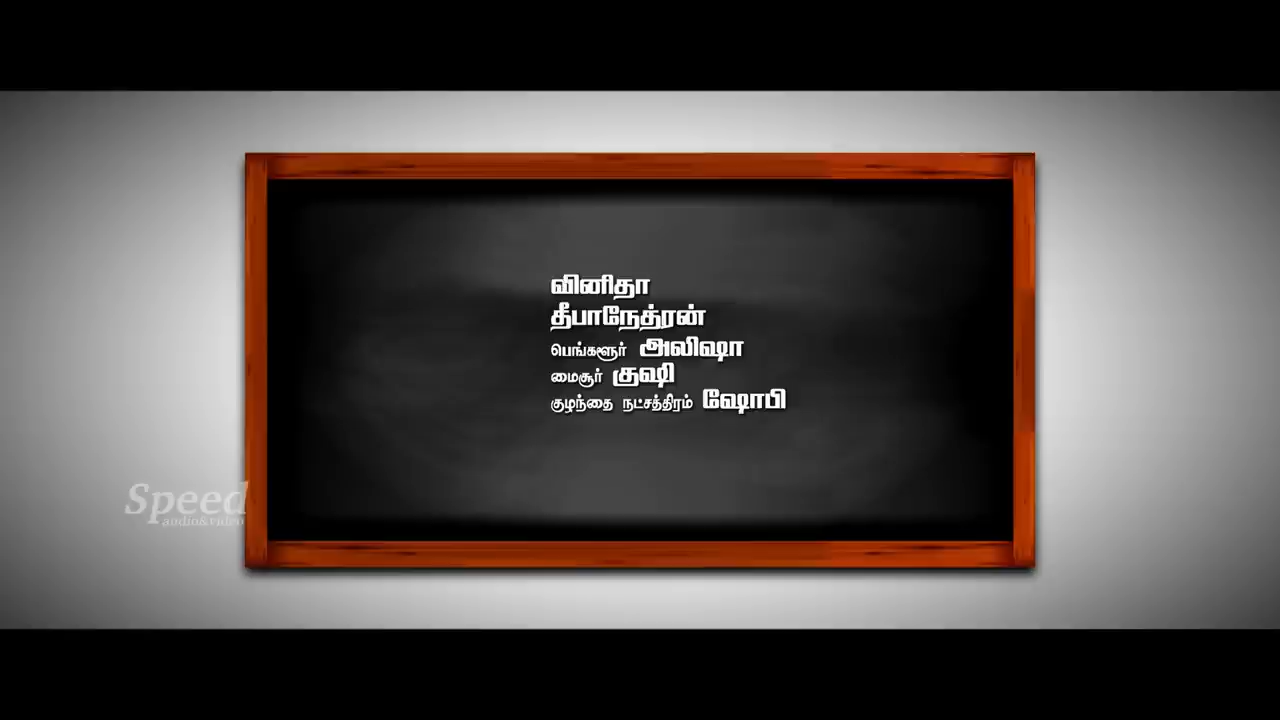 வினிதா
தீபாநேத்ரன்
பெங்களூர் அலிஷா
மைசூர் குஷி
குழந்தை நட்சத்திரம் ஷோபி
Speed
audio&video